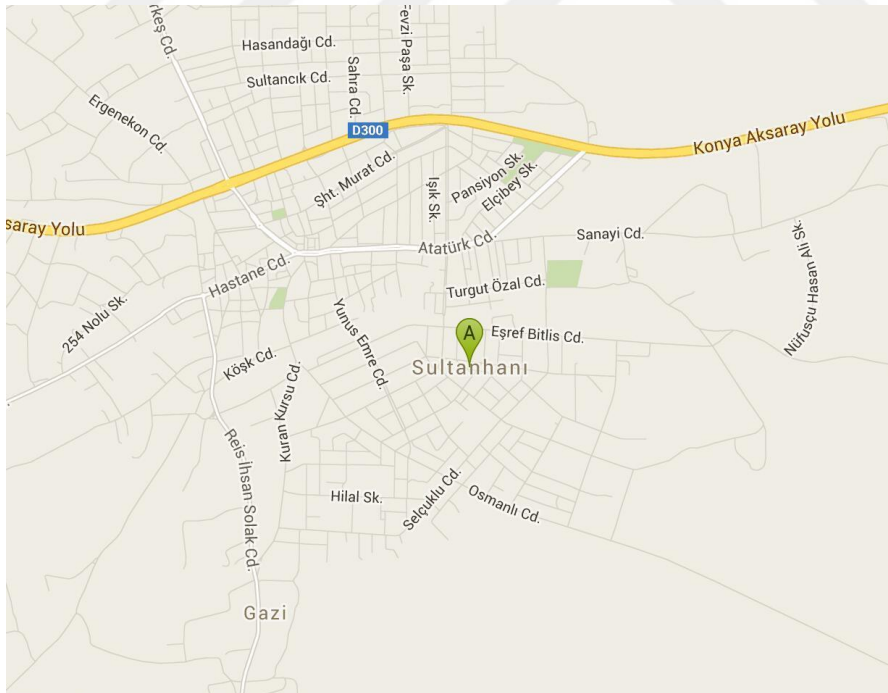 rkeş Cd.
Hasandağı Cd.
Fevzi Paşa Sk.
Sultancık Cd.
Sahra Cd.
Ergenekon Cd.
D300
Konya Aksaray Yolu
Şht. Murat Cd.
Işık Sk.
Pansiyon Sk.
Elçibey Sk.
saray Yolu
Atatürk Cd.
Sanayi Cd.
Nüfusçu Hasan Ali Sk.
Hastane Cd.
Turgut Özal Cd.
254 Nolu Sk.
Yunus Emre Cd.
A
Eşref Bitlis Cd.
Köşk Cd.
Sultanhanı
Kuran Kursu Cd.
Reis İhsan Solak Cd.
Hilal Sk.
Selçuklu Cd.
Osmanlı Cd.
Gazi